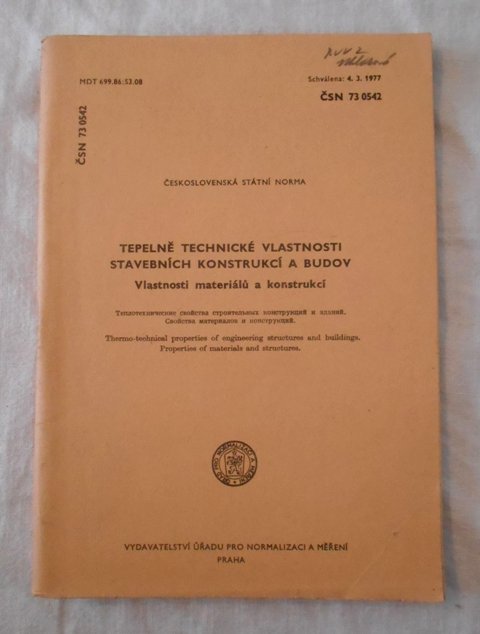 MDT 699.86:53.08
Schválena: 4. 3. 1977
ČSN 73 0542
ČSN 73 0542
ČESKOSLOVENSKÁ STÁTNÍ NORMA
TEPELNĚ TECHNICKÉ VLASTNOSTI
STAVEBNÍCH KONSTRUKCÍ A BUDOV
Vlastnosti materiálů a konstrukcí
Теплотехнические свойства строительных конструкций и зданий.
Свойства материалов и конструкций.
Thermo-technical properties of engineering structures and buildings.
Properties of materials and structures.
VYDAVATELSTVÍ ÚŘADU PRO NORMALIZACI A MĚŘENÍ
PRAHA